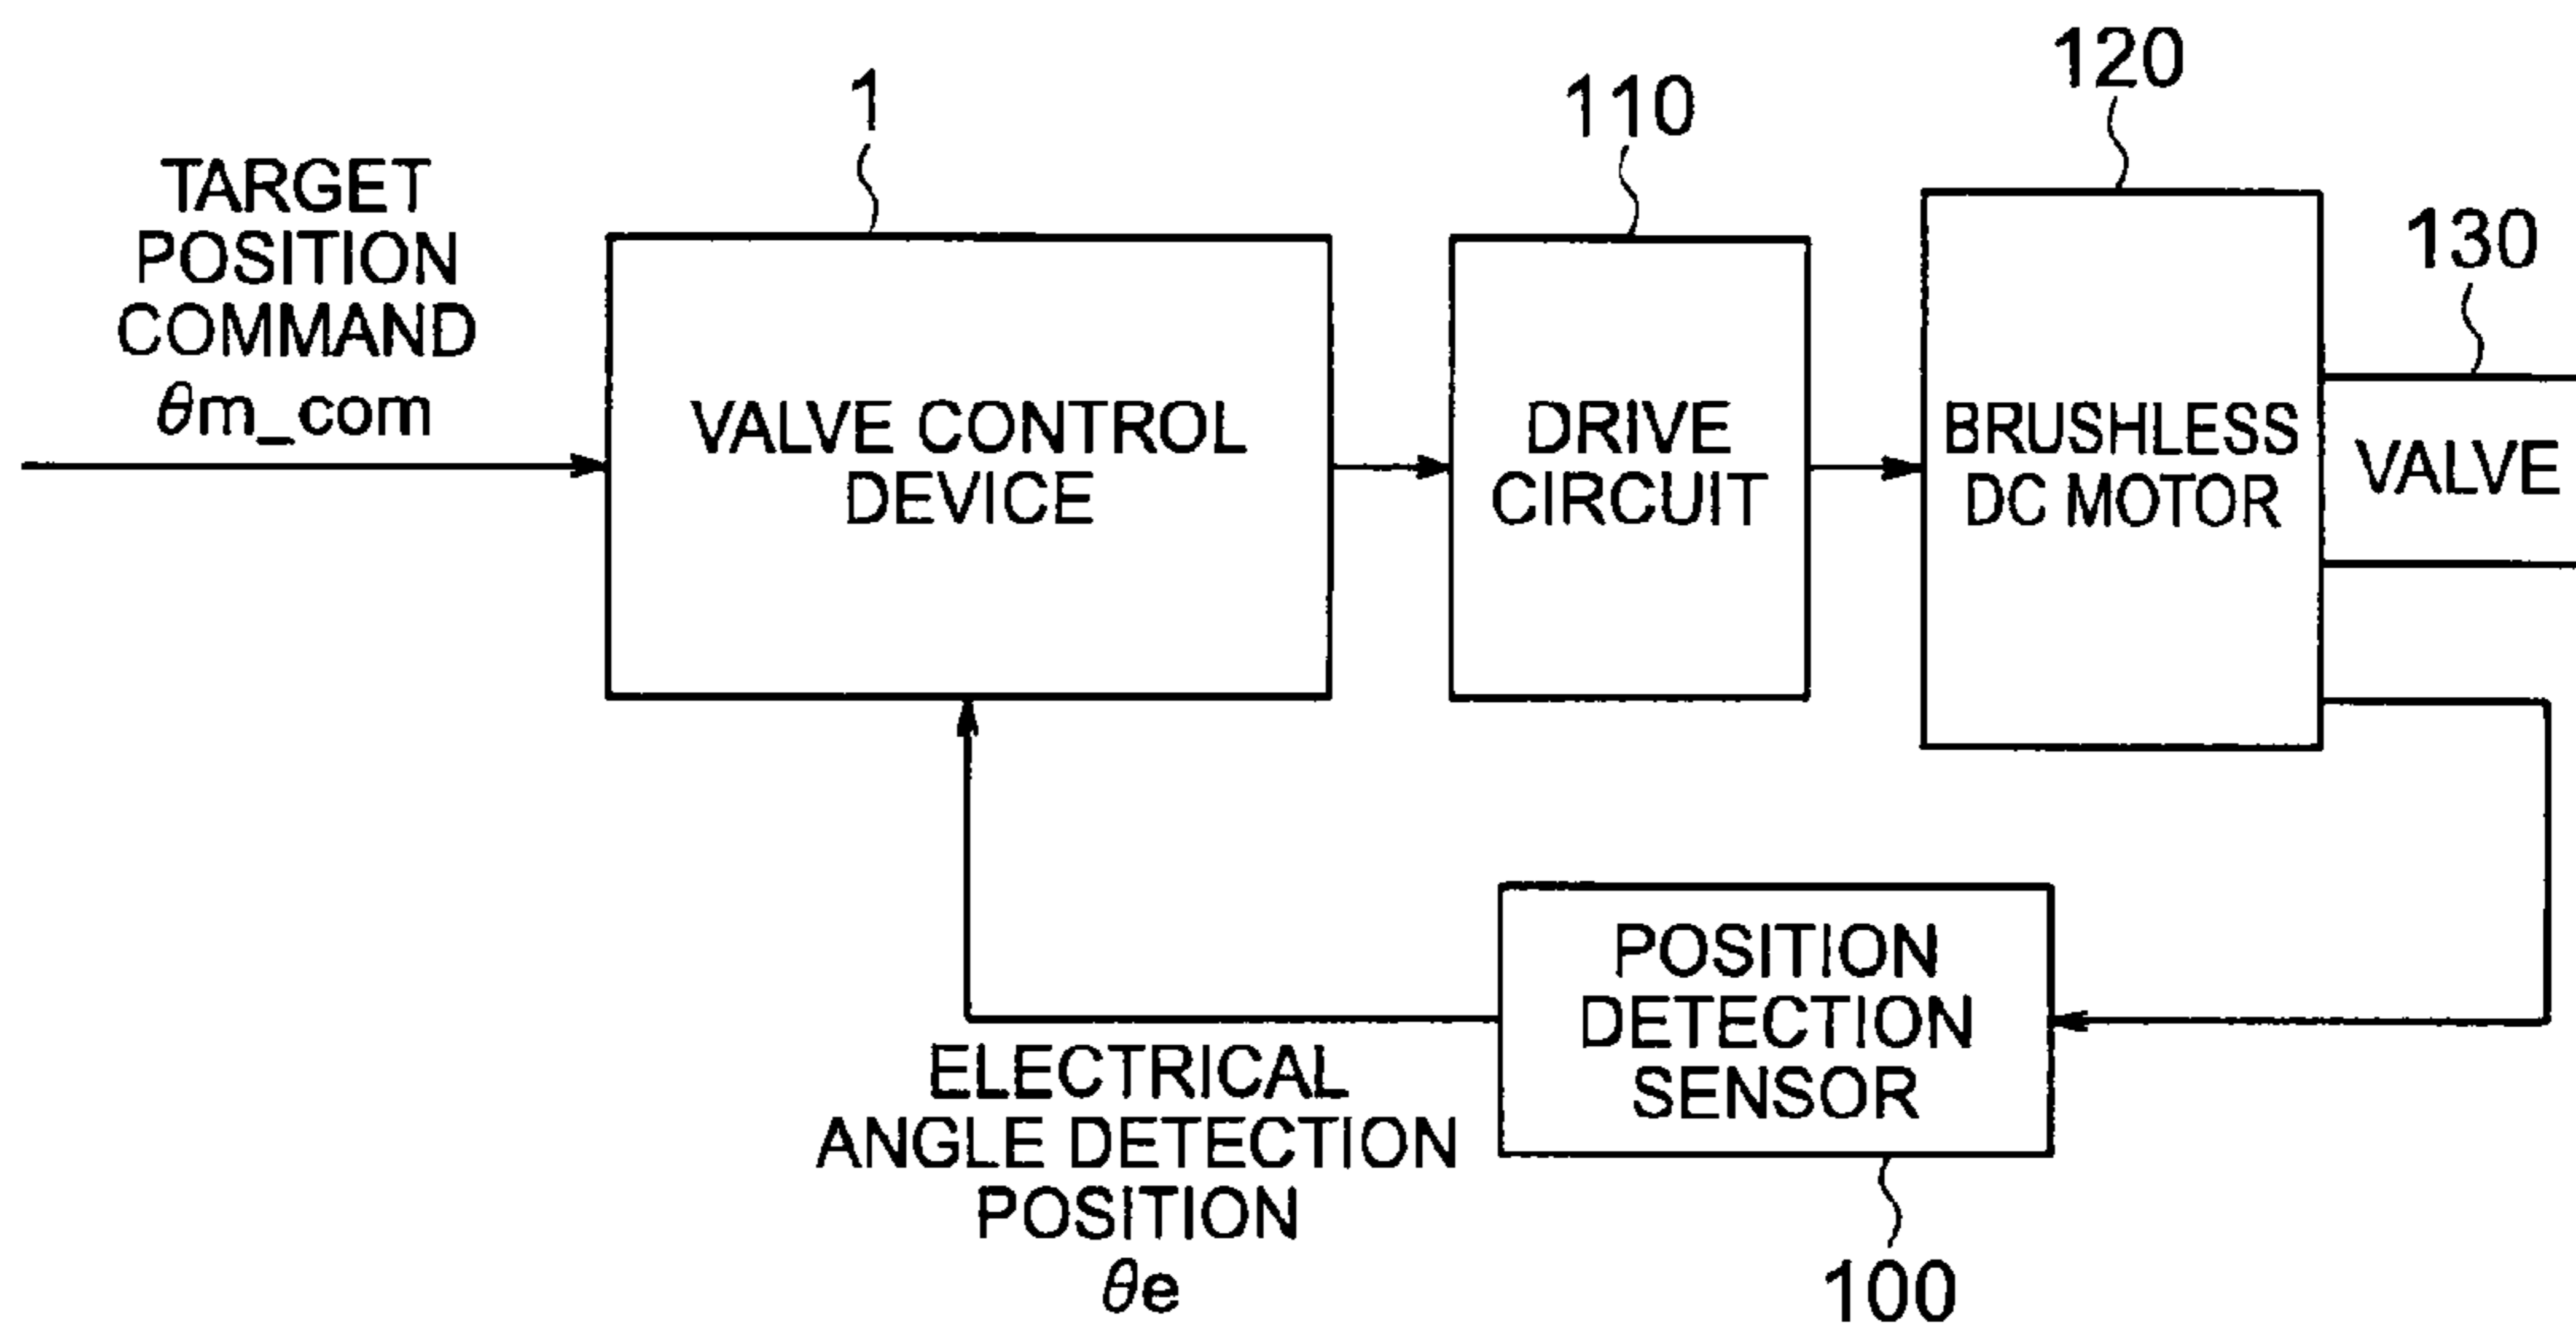 120
1
110
TARGET
POSITION
COMMAND
θm_com
130
VALVE CONTROL
DEVICE
DRIVE
CIRCUIT
BRUSHLESS
DC MOTOR
VALVE
POSITION
DETECTION
SENSOR
ELECTRICAL
ANGLE DETECTION
POSITION
θe
100